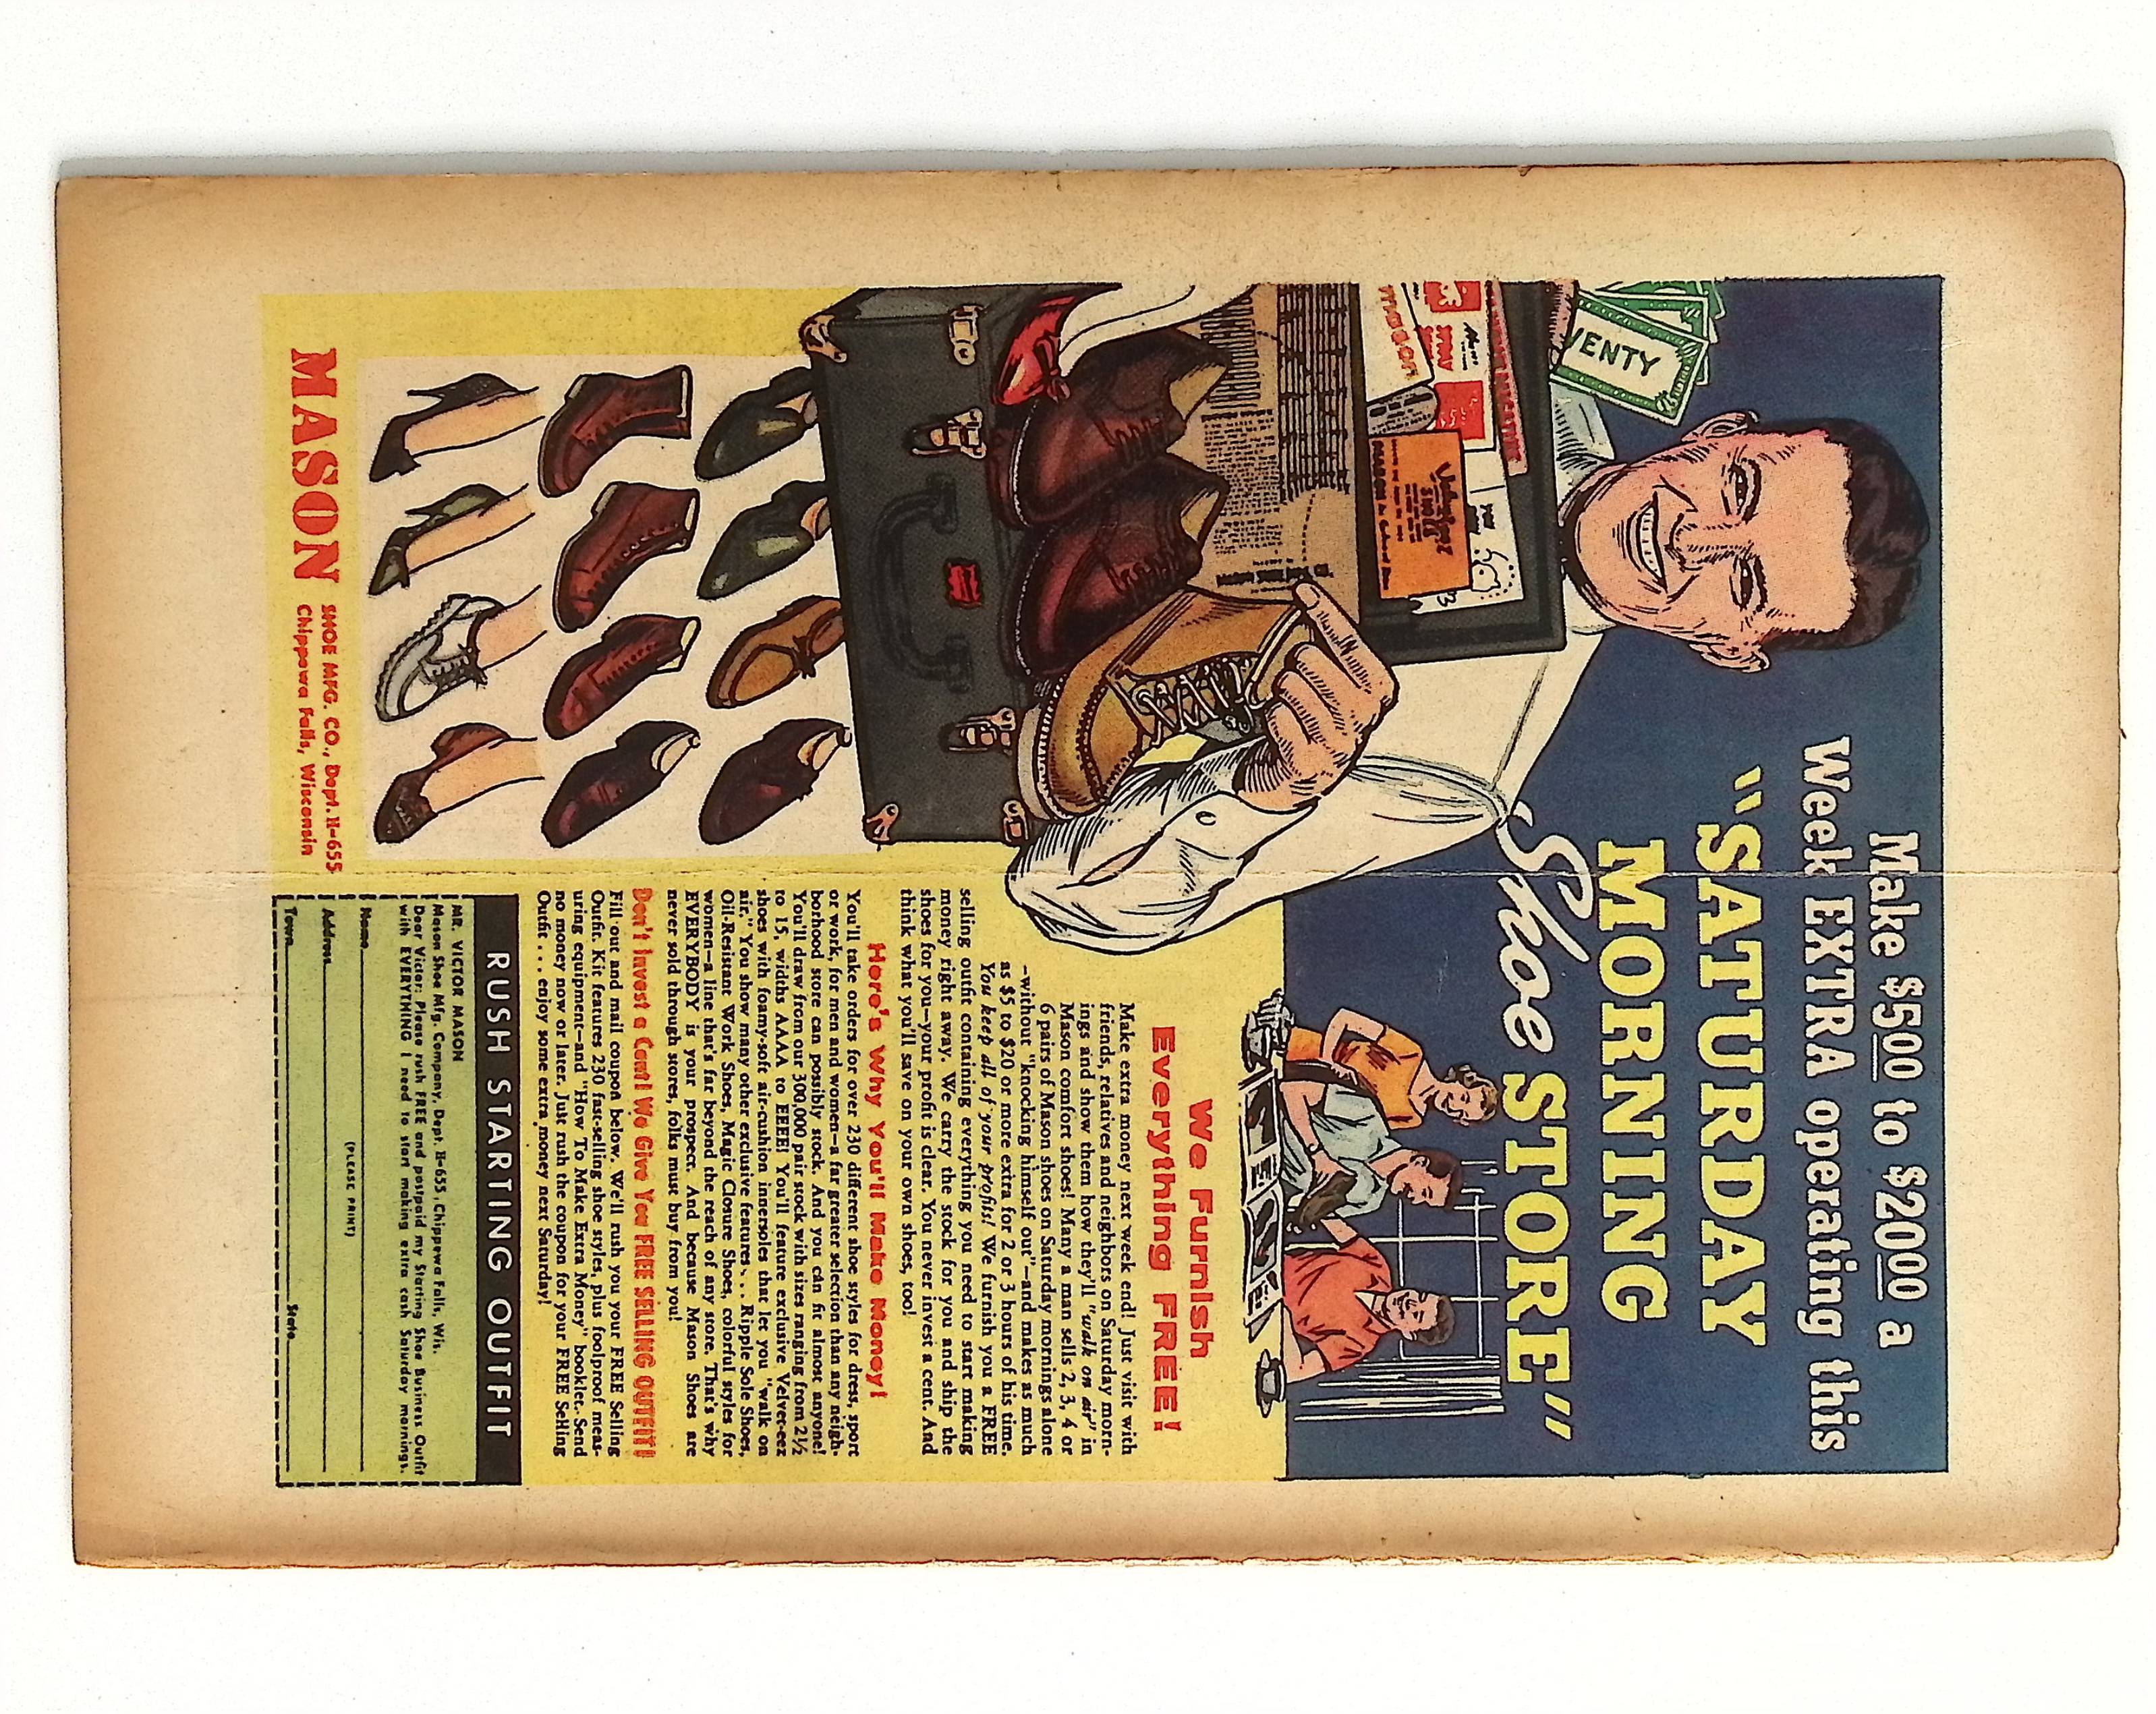 Make $5.00 to $20.00 a
Week EXTRA operating this
"SATURDAY
MORNING
Shoe STORE"
VENTY
We Furnish
Everything FREE!
Make extra money next week end! Just visit with
friends, relatives and neighbors on Saturday morn-
ings and show them how they'll "walk on air" in
Mason comfort shoes! Many a man sells 2, 3, 4 or
6 pairs of Mason shoes on Saturday mornings alone
-without "knocking himself out"-and makes as much
as $5 to $20 or more extra for 2 or 3 hours of his time.
You keep all of your profits! We furnish you a FREE
selling outfit containing everything you need to start making
money right away. We carry the stock for you and ship the
shoes for you—your profit is clear. You never invest a cent. And
think what you'll save on your own shoes, too!
Here's Why You'll Make Money!
You'll take orders for over 230 different shoe styles for dress, sport
or work, for men and women—a far greater selection than any neigh-
borhood store can possibly stock. And you can fit almost anyone!
You'll draw from our 300,000 pair stock with sizes ranging from 2½
to 15, widths AAAA to EEE! You'll feature exclusive Velvet-eez
shoes with foamy-soft air-cushion innersoles that let you "walk on
air." You show many other exclusive features . . . Ripple Sole Shoes,
Oil-Resistant Work Shoes, Magic Closure Shoes, colorful styles for
women—a line that's far beyond the reach of any store. That's why
EVERYBODY is your prospect. And because Mason Shoes are
never sold through stores, folks must buy from you!
Don't Invest a Cent! We Give You FREE SELLING OUTFIT!
Fill out and mail coupon below. We'll rush you your FREE Selling
Outfit. Kit features 230 fast-selling shoe styles, plus foolproof meas-
uring equipment—and "How To Make Extra Money" booklet. Send
no money now or later. Just rush the coupon for your FREE Selling
Outfit . . . enjoy some extra money next Saturday!
MASON
SHOE MFG. CO., Dept. H-655
Chippewa Falls, Wisconsin
RUSH STARTING OUTFIT
MR. VICTOR MASON
Mason Shoe Mfg. Company, Dept. H-655, Chippewa Falls, Wis.
Dear Victor: Please rush FREE and postpaid my Starting Shoe Business Outfit
with EVERYTHING I need to start making extra cash Saturday mornings.
Name
(PLEASE PRINT)
Address
Town State